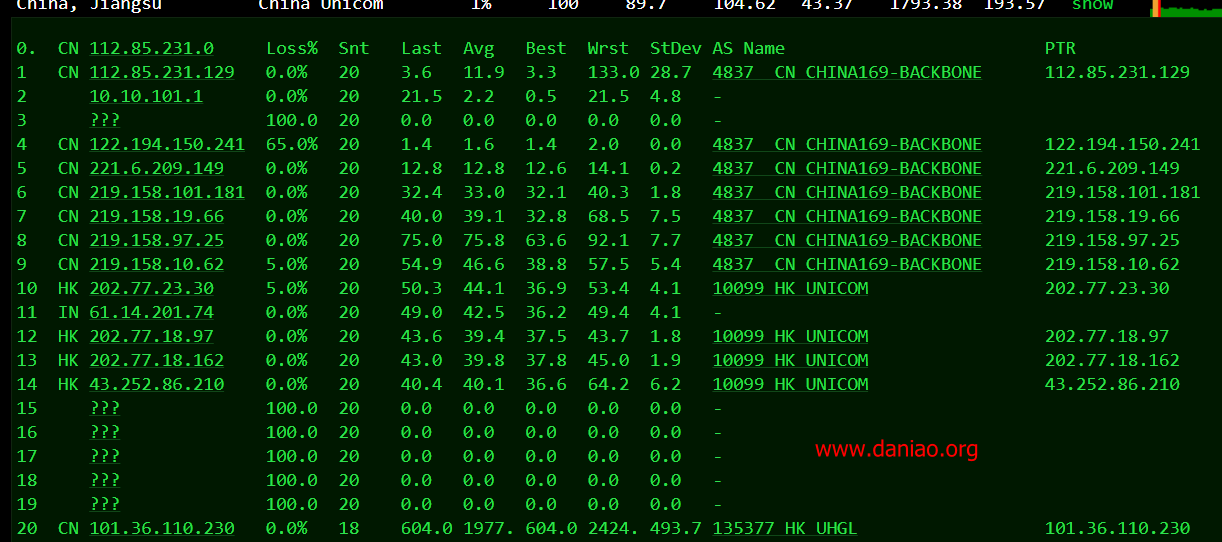 China, Jiangsu China Unicom 1% 100 89.7 104.62 43.37 1793.38 193.57 show
0. CN 112.85.231.0 Loss% Snt Last Avg Best Wrst StDev AS Name PTR
1 CN 112.85.231.129 0.0% 20 3.6 11.9 3.3 133.0 28.7 4837 CN CHINA169-BACKBONE 112.85.231.129
2 10.10.101.1 0.0% 20 21.5 2.2 0.5 21.5 4.8 -
3 ??? 100.0 20 0.0 0.0 0.0 0.0 0.0 -
4 CN 122.194.150.241 65.0% 20 1.4 1.6 1.4 2.0 0.0 4837 CN CHINA169-BACKBONE 122.194.150.241
5 CN 221.6.209.149 0.0% 20 12.8 12.8 12.6 14.1 0.2 4837 CN CHINA169-BACKBONE 221.6.209.149
6 CN 219.158.101.181 0.0% 20 32.4 33.0 32.1 40.3 1.8 4837 CN CHINA169-BACKBONE 219.158.101.181
7 CN 219.158.19.66 0.0% 20 40.0 39.1 32.8 68.5 7.5 4837 CN CHINA169-BACKBONE 219.158.19.66
8 CN 219.158.97.25 0.0% 20 75.0 75.8 63.6 92.1 7.7 4837 CN CHINA169-BACKBONE 219.158.97.25
9 CN 219.158.10.62 5.0% 20 54.9 46.6 38.8 57.5 5.4 4837 CN CHINA169-BACKBONE 219.158.10.62
10 HK 202.77.23.30 5.0% 20 50.3 44.1 36.9 53.4 4.1 10099 HK UNICOM 202.77.23.30
11 IN 61.14.201.74 0.0% 20 49.0 42.5 36.2 49.4 4.1 -
12 HK 202.77.18.97 0.0% 20 43.6 39.4 37.5 43.7 1.8 10099 HK UNICOM 202.77.18.97
13 HK 202.77.18.162 0.0% 20 43.0 39.8 37.8 45.0 1.9 10099 HK UNICOM 202.77.18.162
14 HK 43.252.86.210 0.0% 20 40.4 40.1 36.6 64.2 6.2 10099 HK UNICOM 43.252.86.210
15 ??? 100.0 20 0.0 0.0 0.0 0.0 0.0 -
16 ??? 100.0 20 0.0 0.0 0.0 0.0 0.0 -
17 ??? 100.0 20 0.0 0.0 0.0 0.0 0.0 -
www.daniao.org
18 ??? 100.0 20 0.0 0.0 0.0 0.0 0.0 -
19 ??? 100.0 20 0.0 0.0 0.0 0.0 0.0 -
20 CN 101.36.110.230 0.0% 18 604.0 1977. 604.0 2424. 493.7 135377 HK UHGL 101.36.110.230